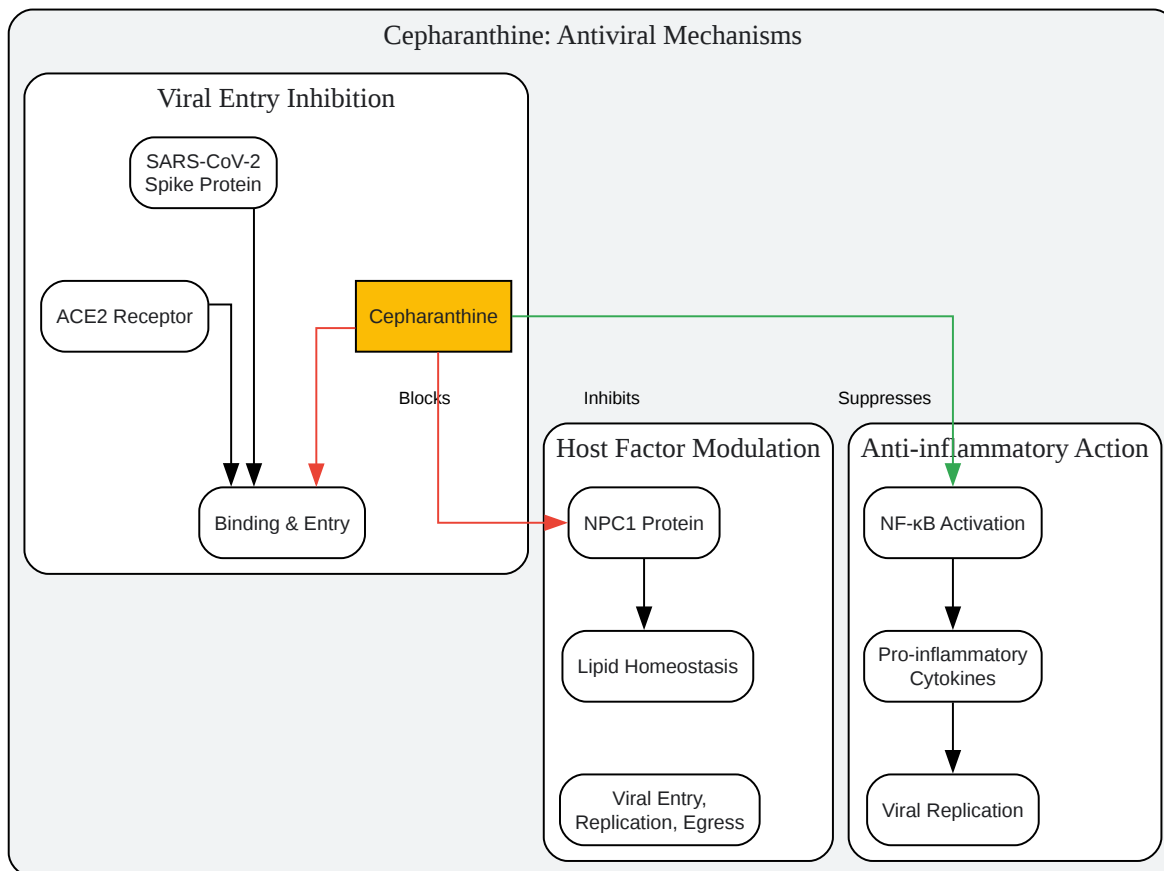 Cepharanthine: Antiviral Mechanisms
Viral Entry Inhibition
SARS-CoV-2
Spike Protein
ACE2 Receptor
Cepharanthine
Blocks
Inhibits
Suppresses
Binding & Entry
Host Factor Modulation
NPC1 Protein
Lipid Homeostasis
Viral Entry,
Replication, Egress
Anti-inflammatory Action
NF-κB Activation
Pro-inflammatory
Cytokines
Viral Replication